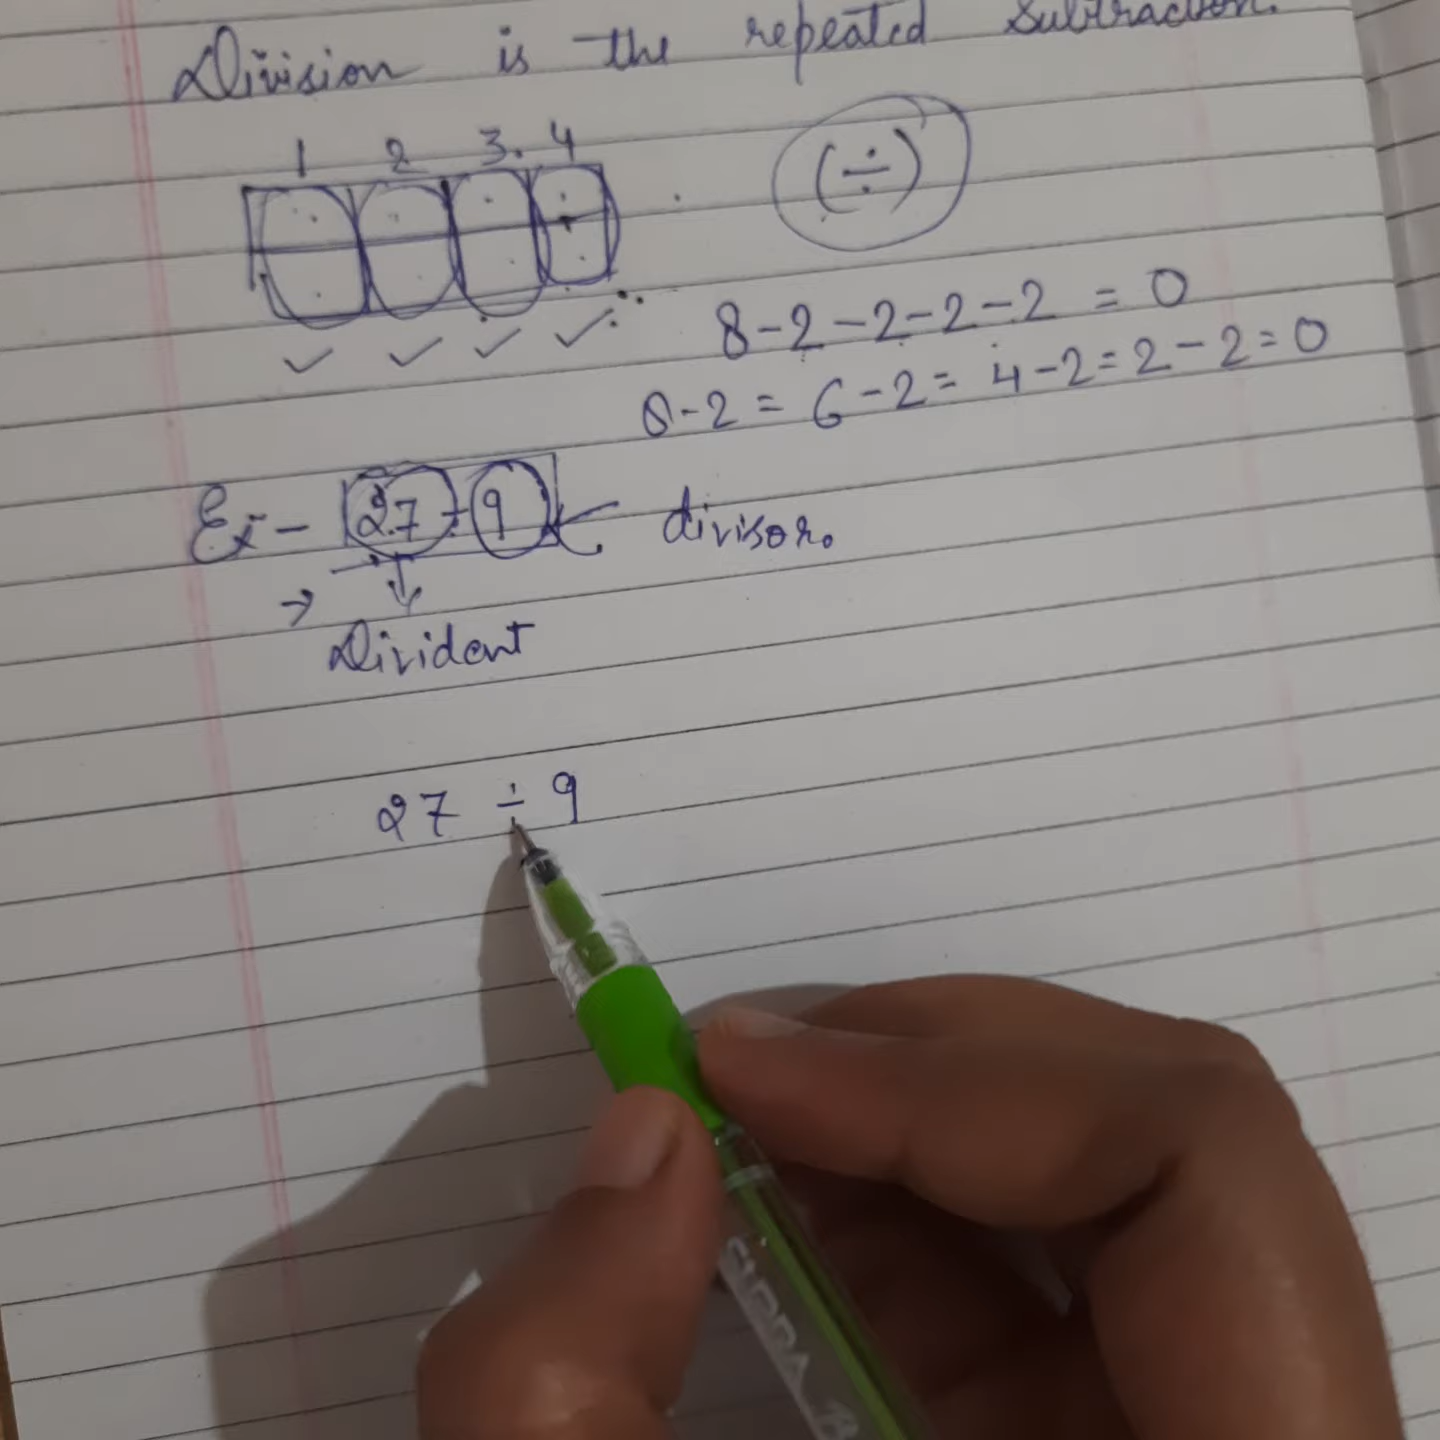 Division is the repeated subtraction.
1 2 3. 4
(÷)
8-2-2-2-2 = 0
8-2 = 6-2 = 4-2 = 2-2 = 0
Ex- 27÷9 ← divisor.
→ ↓
Divident
27 ÷ 9